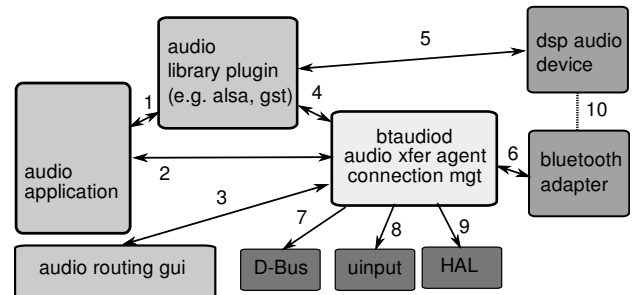 audio
library plugin
(e.g. alsa, gst)
5
dsp audio
device
1
4
10
audio
application
2
btaudiod
audio xfer agent
connection mgt
6
bluetooth
adapter
3
7
8
9
audio routing gui
D-Bus
uinput
HAL